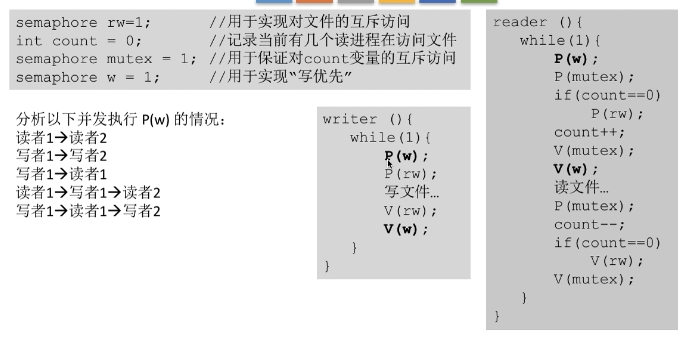 semaphore rw=1;        //用于实现对文件的互斥访问
int count = 0;         //记录当前有几个读进程在访问文件
semaphore mutex = 1;   //用于保证对count变量的互斥访问
semaphore w = 1;       //用于实现“写优先”
分析以下并发执行 P(w) 的情况:
读者1→读者2
写者1→写者2
写者1→读者1
读者1→写者1→读者2
写者1→读者1→写者2
writer (){
    while(1){
        P(w);
        P(rw);
        写文件…
        V(rw);
        V(w);
    }
}
reader (){
    while(1){
        P(w);
        P(mutex);
        if(count==0)
            P(rw);
        count++;
        V(mutex);
        V(w);
        读文件…
        P(mutex);
        count--;
        if(count==0)
            V(rw);
        V(mutex);
    }
}